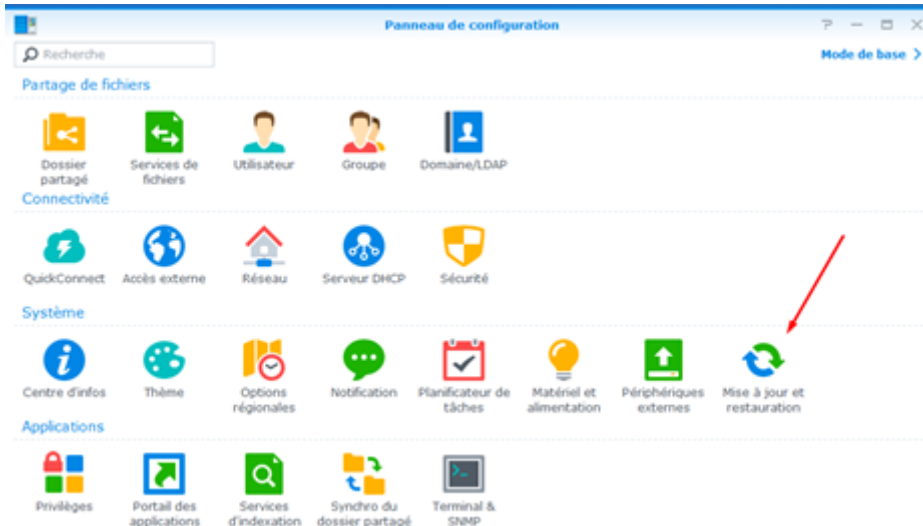 Panneau de configuration
Recherche
Mode de base
Partage de fichiers
Dossier partagé
Services de fichiers
Utilisateur
Groupe
Domaine/LDAP
Connectivité
QuickConnect
Accès externe
Réseau
Serveur DHCP
Sécurité
Système
Centre d'infos
Thème
Options régionales
Notification
Planificateur de tâches
Matériel et alimentation
Périphériques externes
Mise à jour et restauration
Applications
Privilèges
Portail des applications
Services d'indexation
Synchro du dossier partagé
Terminal & SNMP